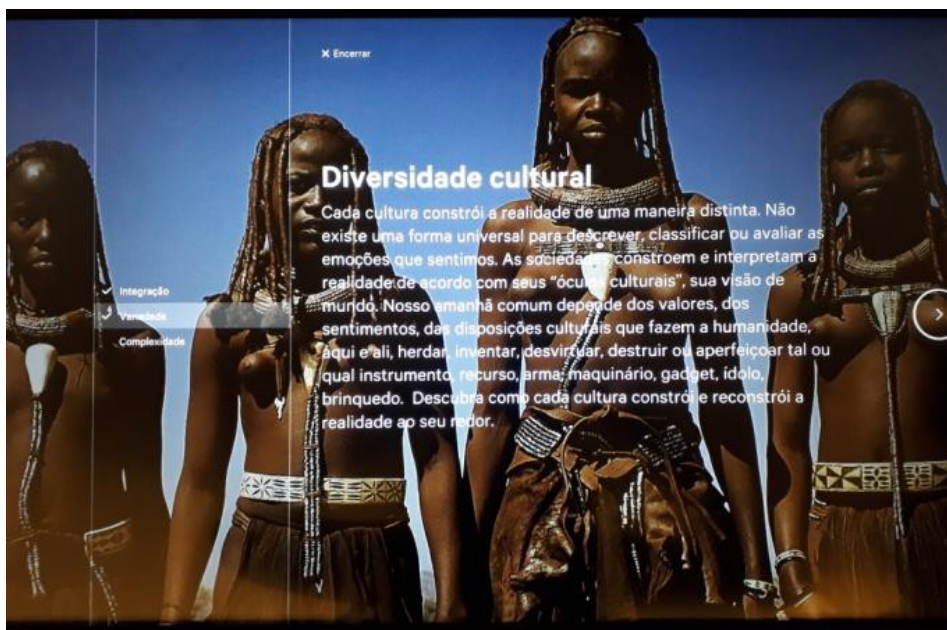 X Encerrar
Diversidade cultural
Cada cultura constrói a realidade de uma maneira distinta. Não
existe uma forma universal para descrever, classificar ou avaliar as
emoções que sentimos. As sociedades constroem e interpretam a
realidade de acordo com seus “óculos culturais”, sua visão de
mundo. Nosso amanhã comum depende dos valores, dos
sentimentos, das disposições culturais que fazem a humanidade,
aqui e ali, herdar, inventar, desvirtuar, destruir ou aperfeiçoar tal ou
qual instrumento, recurso, arma, maquinário, gadget, ídolo,
brinquedo. Descubra como cada cultura constrói e reconstrói a
realidade ao seu redor.
Integração
Variedade
Complexidade